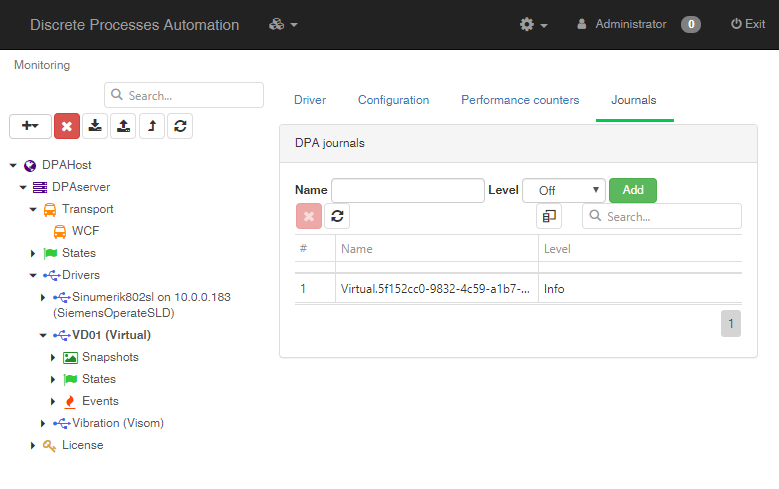 Discrete Processes Automation
Administrator 0 Exit
Monitoring
Search...
Driver Configuration Performance counters Journals
DPA journals
DPAHost
DPAserver
Transport
WCF
States
Drivers
Sinumerik802sl on 10.0.0.183
(SiemensOperateSLD)
VD01 (Virtual)
Snapshots
States
Events
Vibration (Visom)
License
Name Level Off Add
Search...
# Name Level
1 Virtual.5f152cc0-9832-4c59-a1b7-... Info
1